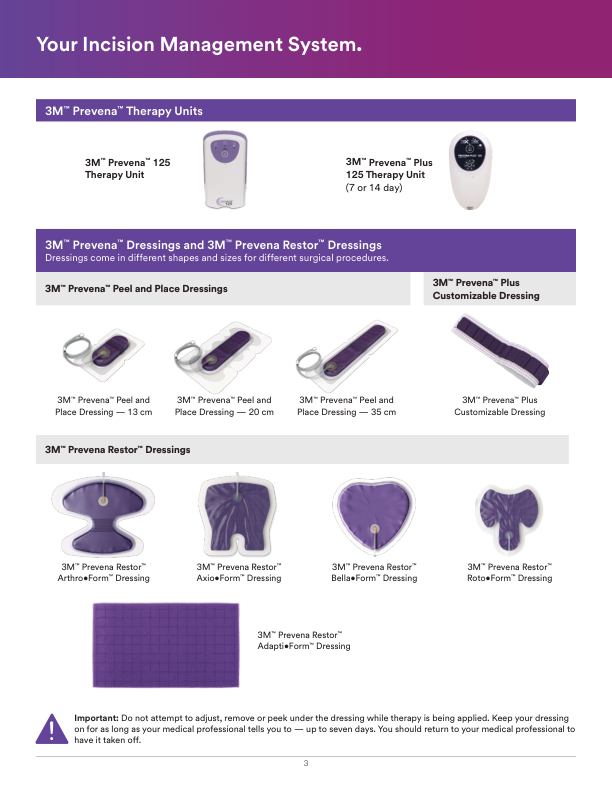 Your Incision Management System.
3M™ Prevena™ Therapy Units
3M™ Prevena™ 125
Therapy Unit
3M™ Prevena™ Plus
125 Therapy Unit
(7 or 14 day)
3M™ Prevena™ Dressings and 3M™ Prevena Restor™ Dressings
Dressings come in different shapes and sizes for different surgical procedures.
3M™ Prevena™ Peel and Place Dressings
3M™ Prevena™ Plus
Customizable Dressing
3M™ Prevena™ Peel and
Place Dressing — 13 cm
3M™ Prevena™ Peel and
Place Dressing — 20 cm
3M™ Prevena™ Peel and
Place Dressing — 35 cm
3M™ Prevena™ Plus
Customizable Dressing
3M™ Prevena Restor™ Dressings
3M™ Prevena Restor™
Arthro•Form™ Dressing
3M™ Prevena Restor™
Axio•Form™ Dressing
3M™ Prevena Restor™
Bella•Form™ Dressing
3M™ Prevena Restor™
Roto•Form™ Dressing
3M™ Prevena Restor™
Adapti•Form™ Dressing
Important: Do not attempt to adjust, remove or peek under the dressing while therapy is being applied. Keep your dressing
on for as long as your medical professional tells you to — up to seven days. You should return to your medical professional to
have it taken off.
3